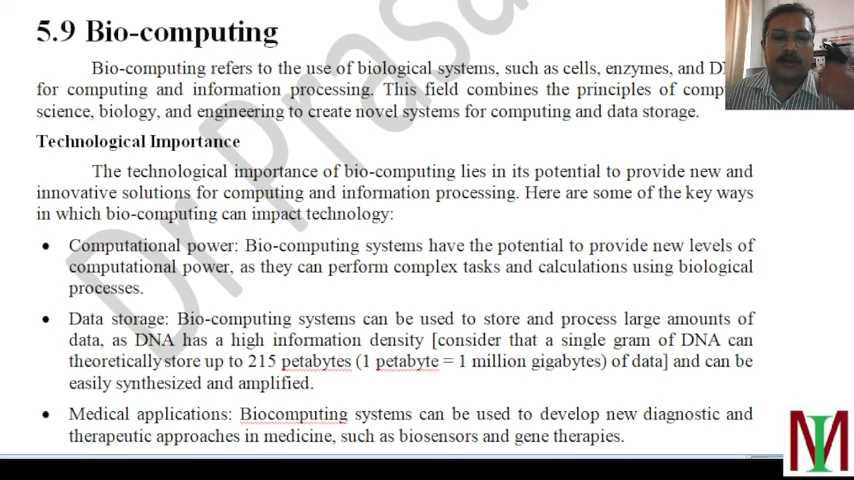 5.9 Bio-computing
Bio-computing refers to the use of biological systems, such as cells, enzymes, and
for computing and information processing. This field combines the principles of
science, biology, and engineering to create novel systems for computing and data storage.
Technological Importance
The technological importance of bio-computing lies in its potential to provide new and
innovative solutions for computing and information processing. Here are some of the key ways
in which bio-computing can impact technology:
• Computational power: Bio-computing systems have the potential to provide new levels of
computational power, as they can perform complex tasks and calculations using biological
processes.
• Data storage: Bio-computing systems can be used to store and process large amounts of
data, as DNA has a high information density [consider that a single gram of DNA can
theoretically store up to 215 petabytes (1 petabyte = 1 million gigabytes) of data] and can be
easily synthesized and amplified.
• Medical applications: Biocomputing systems can be used to develop new diagnostic and
therapeutic approaches in medicine, such as biosensors and gene therapies.
Dr Prasa